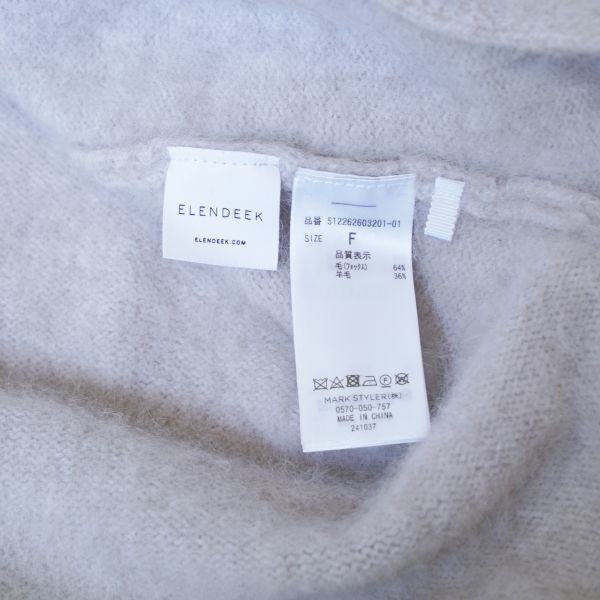 ELENDEEK
ELENDEEK.COM
品番 512262603201-01
SIZE F
品質表示
毛(フォックス) 64%
羊毛 36%
MARK STYLER(株)
0570-050-757
MADE IN CHINA
241037